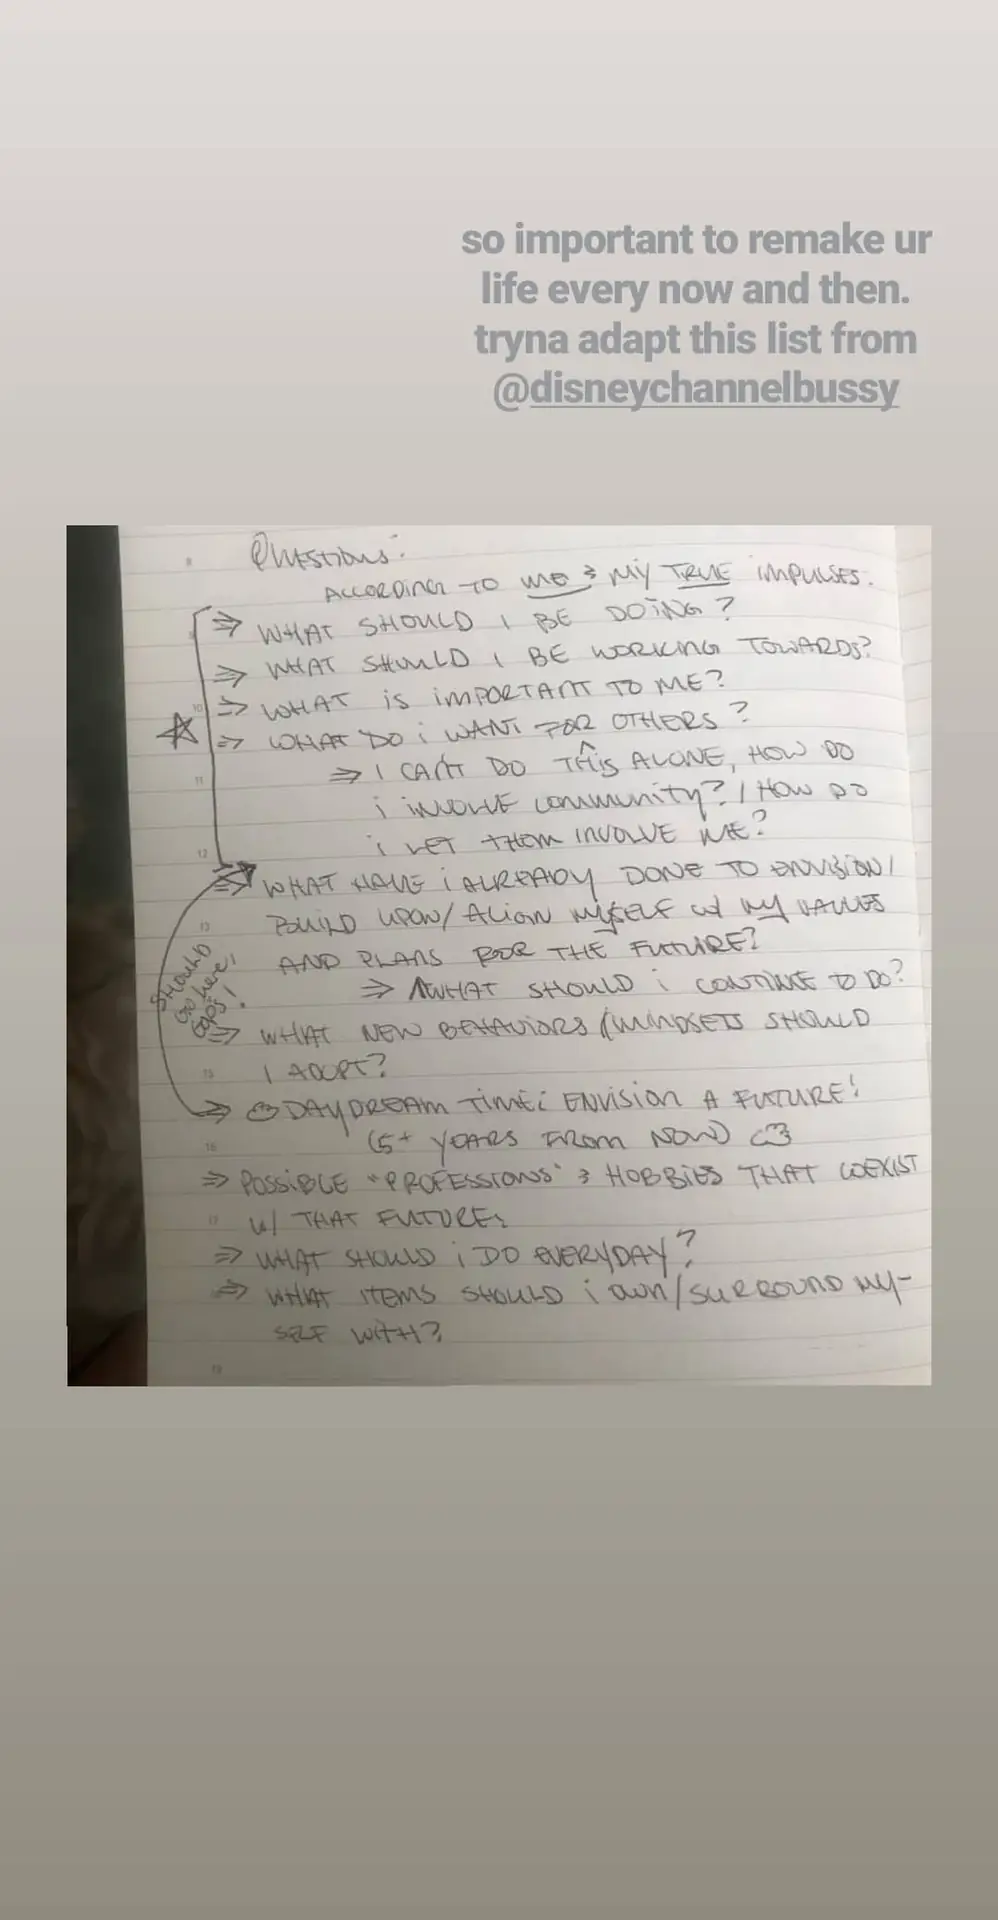 so important to remake ur
life every now and then.
tryna adapt this list from
@disneychannelbussy
Questions:
ACCORDING TO ME & MY TRUE IMPULSES:
⇒ WHAT SHOULD I BE DOING?
⇒ WHAT SHOULD I BE WORKING TOWARDS?
⇒ WHAT IS IMPORTANT TO ME?
⇒ WHAT DO I WANT FOR OTHERS?
⇒ I CAN'T DO THIS ALONE, HOW DO
I INVOLVE COMMUNITY? / HOW DO
I LET THEM INVOLVE ME?
⇒ WHAT HAVE I ALREADY DONE TO ENVISION/
BUILD UPON/ ALIGN MYSELF W/ MY VALUES
AND PLANS FOR THE FUTURE?
⇒ WHAT SHOULD I CONTINUE TO DO?
SHOULD
GO here!
oops!
⇒ WHAT NEW BEHAVIORS/MINDSETS SHOULD
I ADOPT?
⇒ DAYDREAM TIME: ENVISION A FUTURE!
(5+ YEARS FROM NOW) <3
⇒ POSSIBLE "PROFESSIONS" & HOBBIES THAT COEXIST
W/ THAT FUTURE:
⇒ WHAT SHOULD I DO EVERYDAY?
⇒ WHAT ITEMS SHOULD I OWN/SURROUND MY-
SELF WITH?